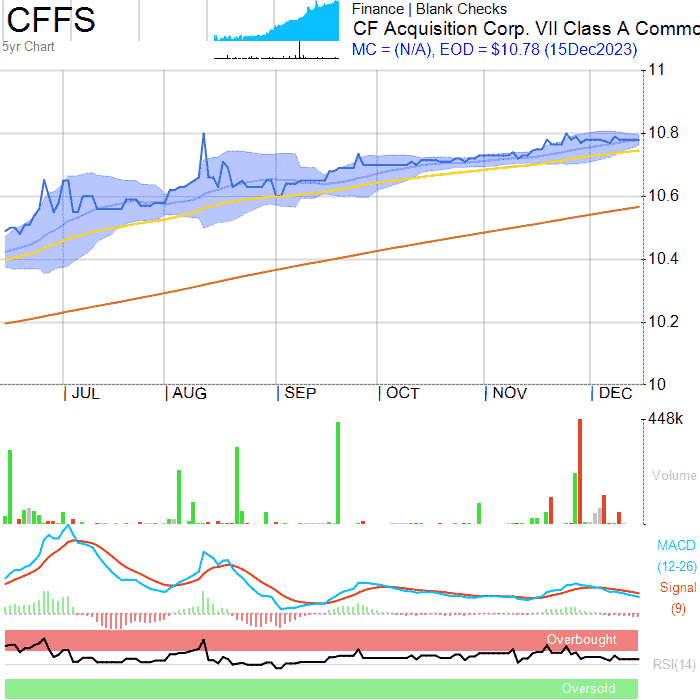 CFFS
5yr Chart
Finance | Blank Checks
CF Acquisition Corp. VII Class A Commo
MC = (N/A), EOD = $10.78 (15Dec2023)
11
10.8
10.6
10.4
10.2
10
| JUL | AUG | SEP | OCT | NOV | DEC
448k
Volume
MACD
(12-26)
Signal
(9)
Overbought
RSI(14)
Oversold